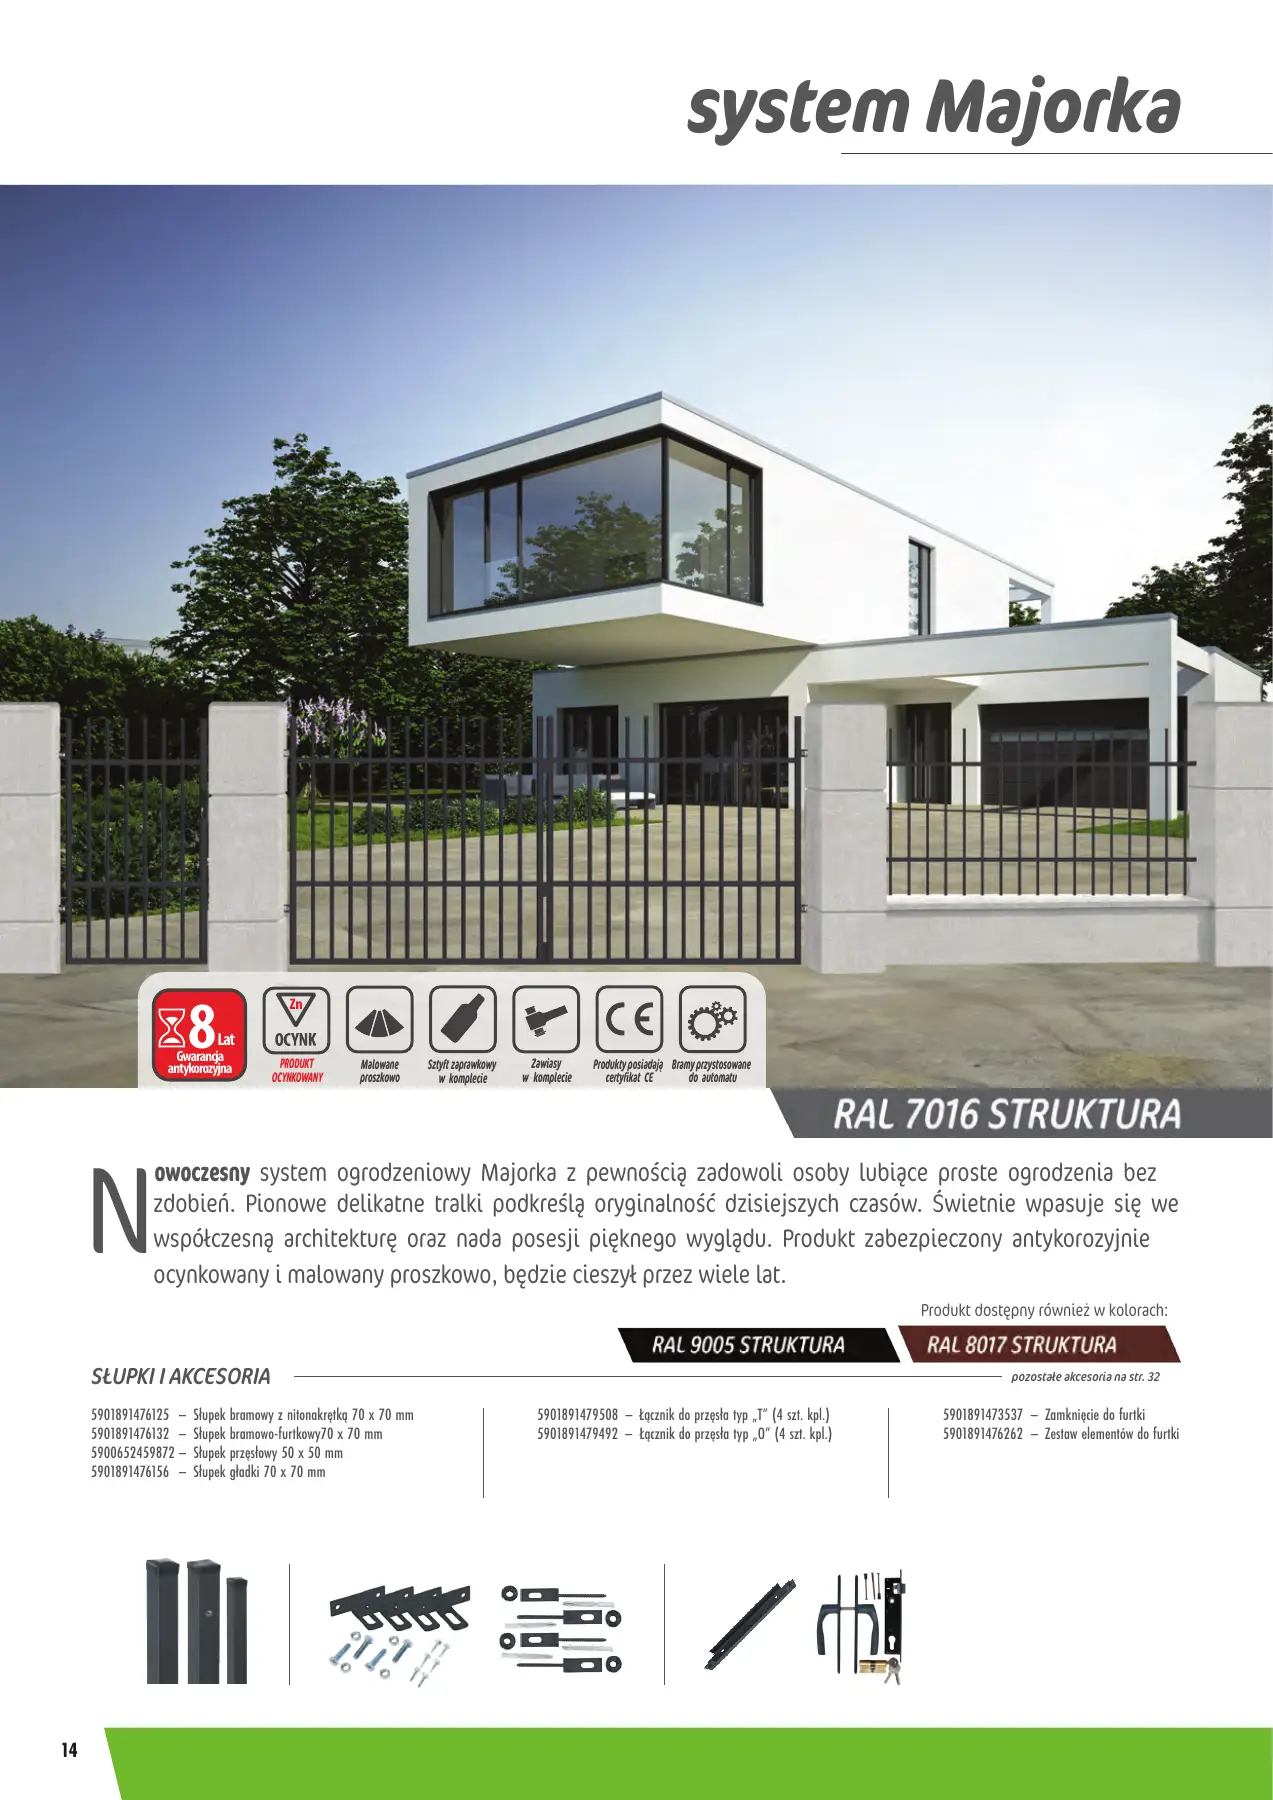 system Majorka
8 Lat
Gwarancja
antykorozyjna
Zn
OCYNK
PRODUKT
OCYNKOWANY
Malowane
proszkowo
Sztyft zaprawkowy
w komplecie
Zawiasy
w komplecie
CE
Produkty posiadają
certyfikat CE
Bramy przystosowane
do automatu
RAL 7016 STRUKTURA
Nowoczesny system ogrodzeniowy Majorka z pewnością zadowoli osoby lubiące proste ogrodzenia bez
zdobień. Pionowe delikatne tralki podkreślą oryginalność dzisiejszych czasów. Świetnie wpasuje się we
współczesną architekturę oraz nada posesji pięknego wyglądu. Produkt zabezpieczony antykorozyjnie
ocynkowany i malowany proszkowo, będzie cieszył przez wiele lat.
Produkt dostępny również w kolorach:
RAL 9005 STRUKTURA
RAL 8017 STRUKTURA
SŁUPKI I AKCESORIA
pozostałe akcesoria na str. 32
5901891476125 – Słupek bramowy z nitonakrętką 70 x 70 mm
5901891476132 – Słupek bramowo-furtkowy70 x 70 mm
5900652459872 – Słupek przęsłowy 50 x 50 mm
5901891476156 – Słupek gładki 70 x 70 mm
5901891479508 – Łącznik do przęsła typ „T” (4 szt. kpl.)
5901891479492 – Łącznik do przęsła typ „O” (4 szt. kpl.)
5901891473537 – Zamknięcie do furtki
5901891476262 – Zestaw elementów do furtki
14